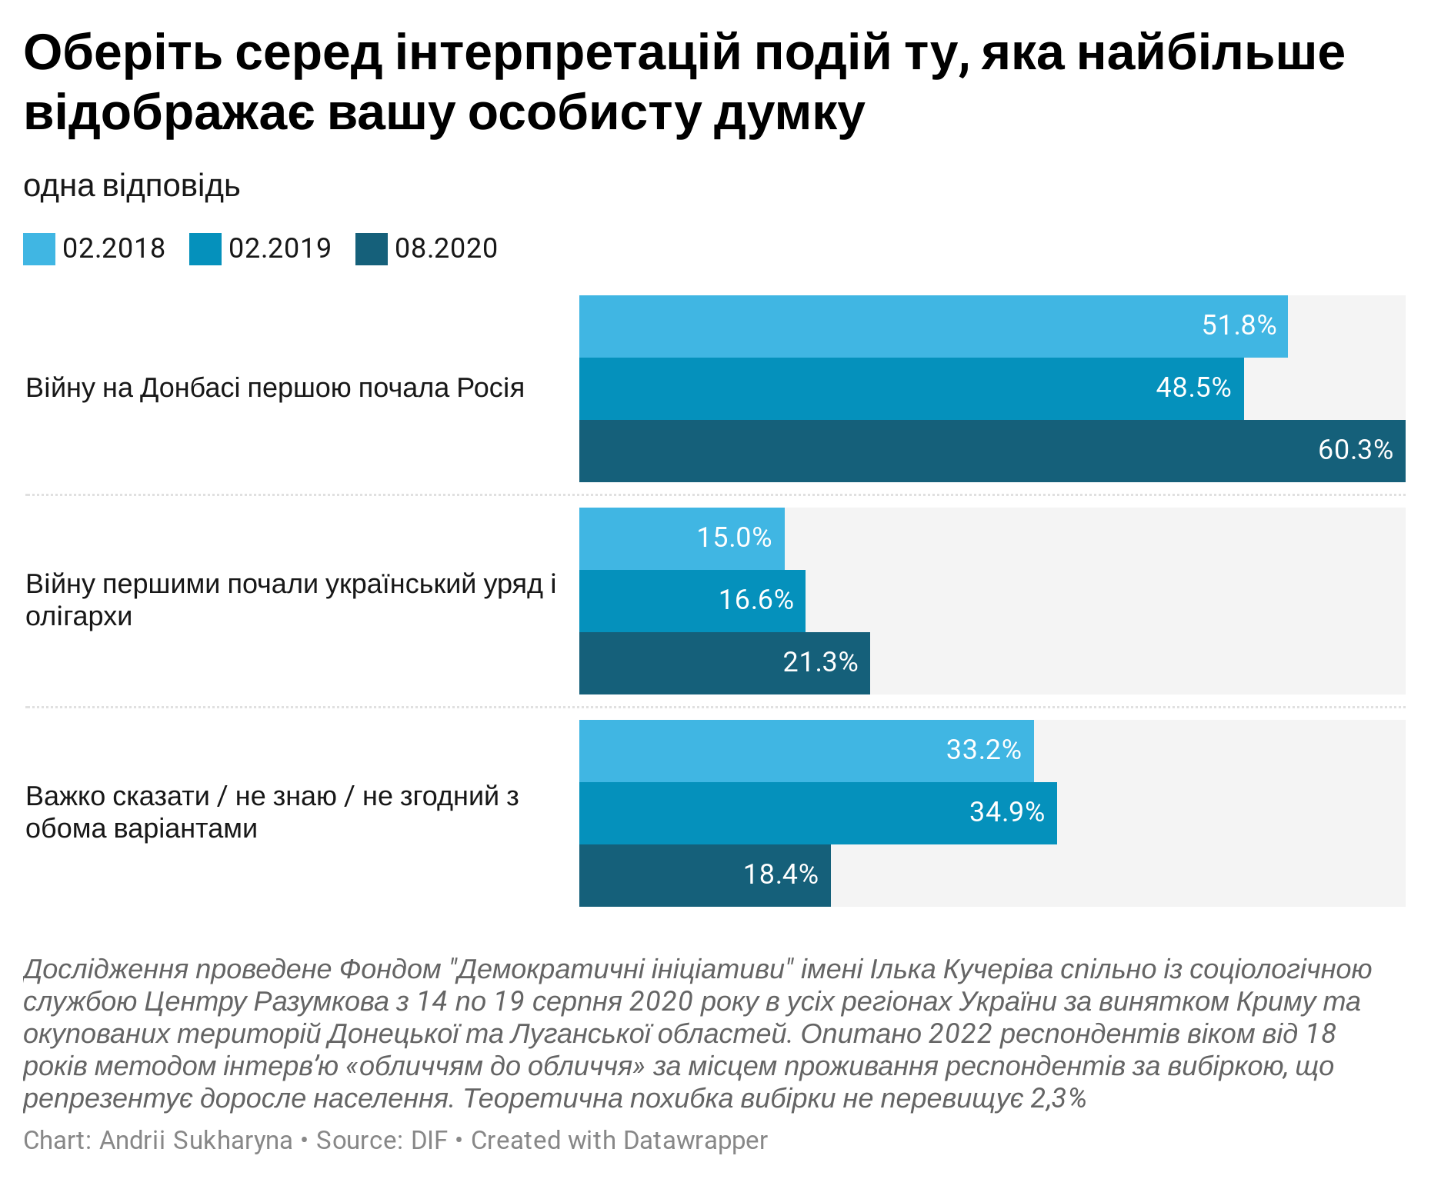 Оберіть серед інтерпретацій подій ту, яка найбільше
відображає вашу особисту думку
одна відповідь
02.2018 02.2019 08.2020
Війну на Донбасі першою почала Росія
51.8%
48.5%
60.3%
Війну першими почали український уряд і
олігархи
15.0%
16.6%
21.3%
Важко сказати / не знаю / не згодний з
обома варіантами
33.2%
34.9%
18.4%
Дослідження проведене Фондом "Демократичні ініціативи" імені Ілька Кучеріва спільно із соціологічною
службою Центру Разумкова з 14 по 19 серпня 2020 року в усіх регіонах України за винятком Криму та
окупованих територій Донецької та Луганської областей. Опитано 2022 респондентів віком від 18
років методом інтерв’ю «обличчям до обличчя» за місцем проживання респондентів за вибіркою, що
репрезентує доросле населення. Теоретична похибка вибірки не перевищує 2,3%
Chart: Andrii Sukharyna • Source: DIF • Created with Datawrapper